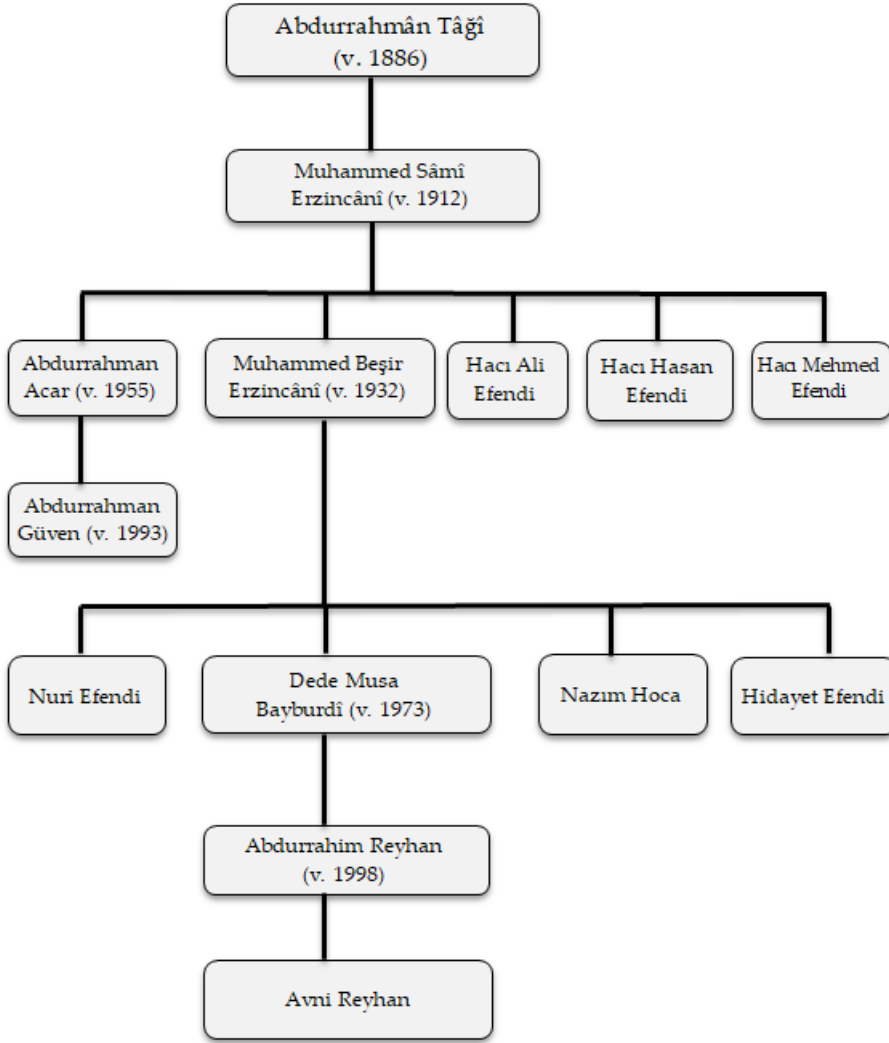 Abdurrahmân Tâğî
(v. 1886)
Muhammed Sâmî
Erzincânî (v. 1912)
Abdurrahman
Acar (v. 1955)
Muhammed Beşir
Erzincânî (v. 1932)
Hacı Ali
Efendi
Hacı Hasan
Efendi
Hacı Mehmed
Efendi
Abdurrahman
Güven (v. 1993)
Nuri Efendi
Dede Musa
Bayburdî (v. 1973)
Nazım Hoca
Hidayet Efendi
Abdurrahim Reyhan
(v. 1998)
Avni Reyhan